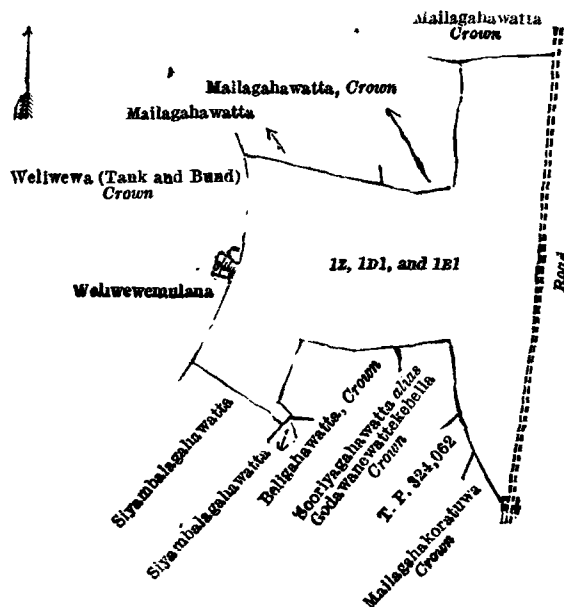 Mailagahawatta
Crown
Mailagahawatta, Crown
Mailagahawatta
Weliwewa (Tank and Bund)
Crown
1Z, 1D1, and 1E1
Road
Weliwewemulana
Siyambalagahawatta
Siyambalagahawatta
Beligahawatta, Crown
Mooriyagahawatta alias
Godawanewattekebella
Crown
T. P. 324,062
Mailagahakoratuwa
Crown